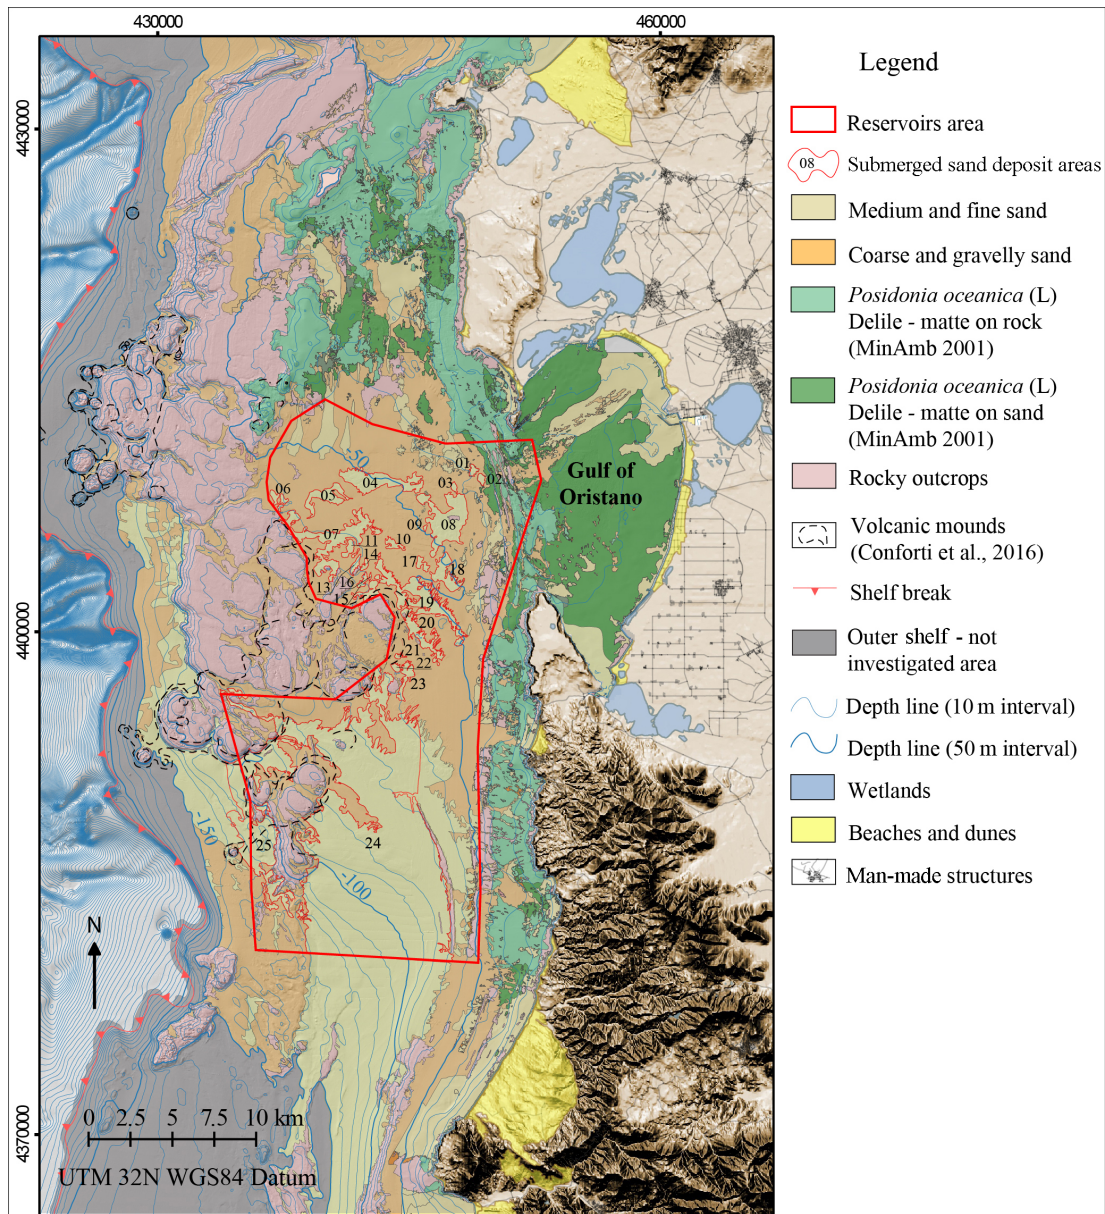 430000
460000
4430000
4400000
4370000
-50
01
02
03
04
05
06
07
08
09
10
11
14
17
18
13
16
15
19
20
21
22
23
24
25
-150
-100
Gulf of
Oristano
N
0 2.5 5 7.5 10 km
UTM 32N WGS84 Datum
Legend
Reservoirs area
08
Submerged sand deposit areas
Medium and fine sand
Coarse and gravelly sand
Posidonia oceanica (L)
Delile - matte on rock
(MinAmb 2001)
Posidonia oceanica (L)
Delile - matte on sand
(MinAmb 2001)
Rocky outcrops
Volcanic mounds
(Conforti et al., 2016)
Shelf break
Outer shelf - not
investigated area
Depth line (10 m interval)
Depth line (50 m interval)
Wetlands
Beaches and dunes
Man-made structures